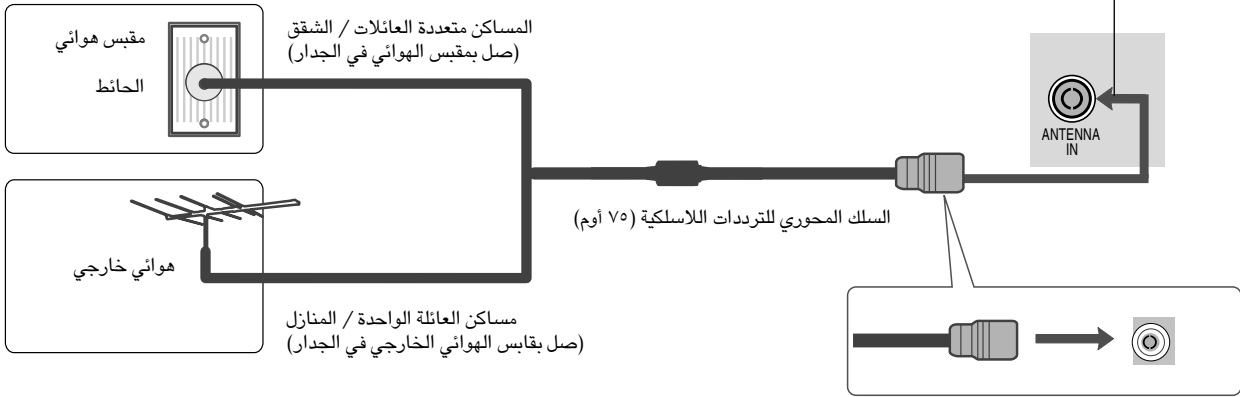 المساكن متعددة العائلات / الشقق
(صل بمقبس الهوائي في الجدار)
مقبس هوائي
الحائط
ANTENNA
IN
السلك المحوري للترددات اللاسلكية (٧٥ أوم)
هوائي خارجي
مساكن العائلة الواحدة / المنازل
(صل بقابس الهوائي الخارجي في الجدار)